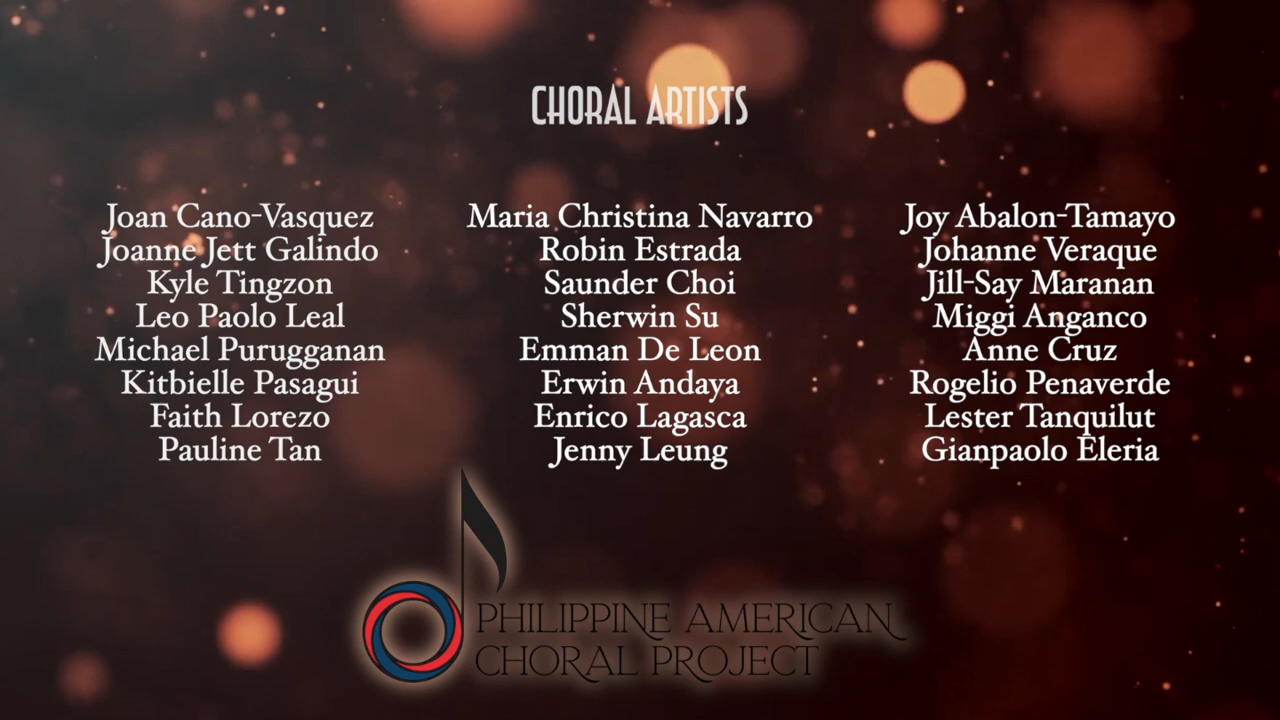 CHORAL ARTISTS
Joan Cano-Vasquez
Joanne Jett Galindo
Kyle Tingzon
Leo Paolo Leal
Michael Purugganan
Kitbielle Pasagui
Faith Lorezo
Pauline Tan
Maria Christina Navarro
Robin Estrada
Saunder Choi
Sherwin Su
Emman De Leon
Erwin Andaya
Enrico Lagasca
Jenny Leung
Joy Abalon-Tamayo
Johanne Veraque
Jill-Say Maranan
Miggi Anganco
Anne Cruz
Rogelio Penaverde
Lester Tanquilut
Gianpaolo Eleria
PHILIPPINE AMERICAN
CHORAL PROJECT